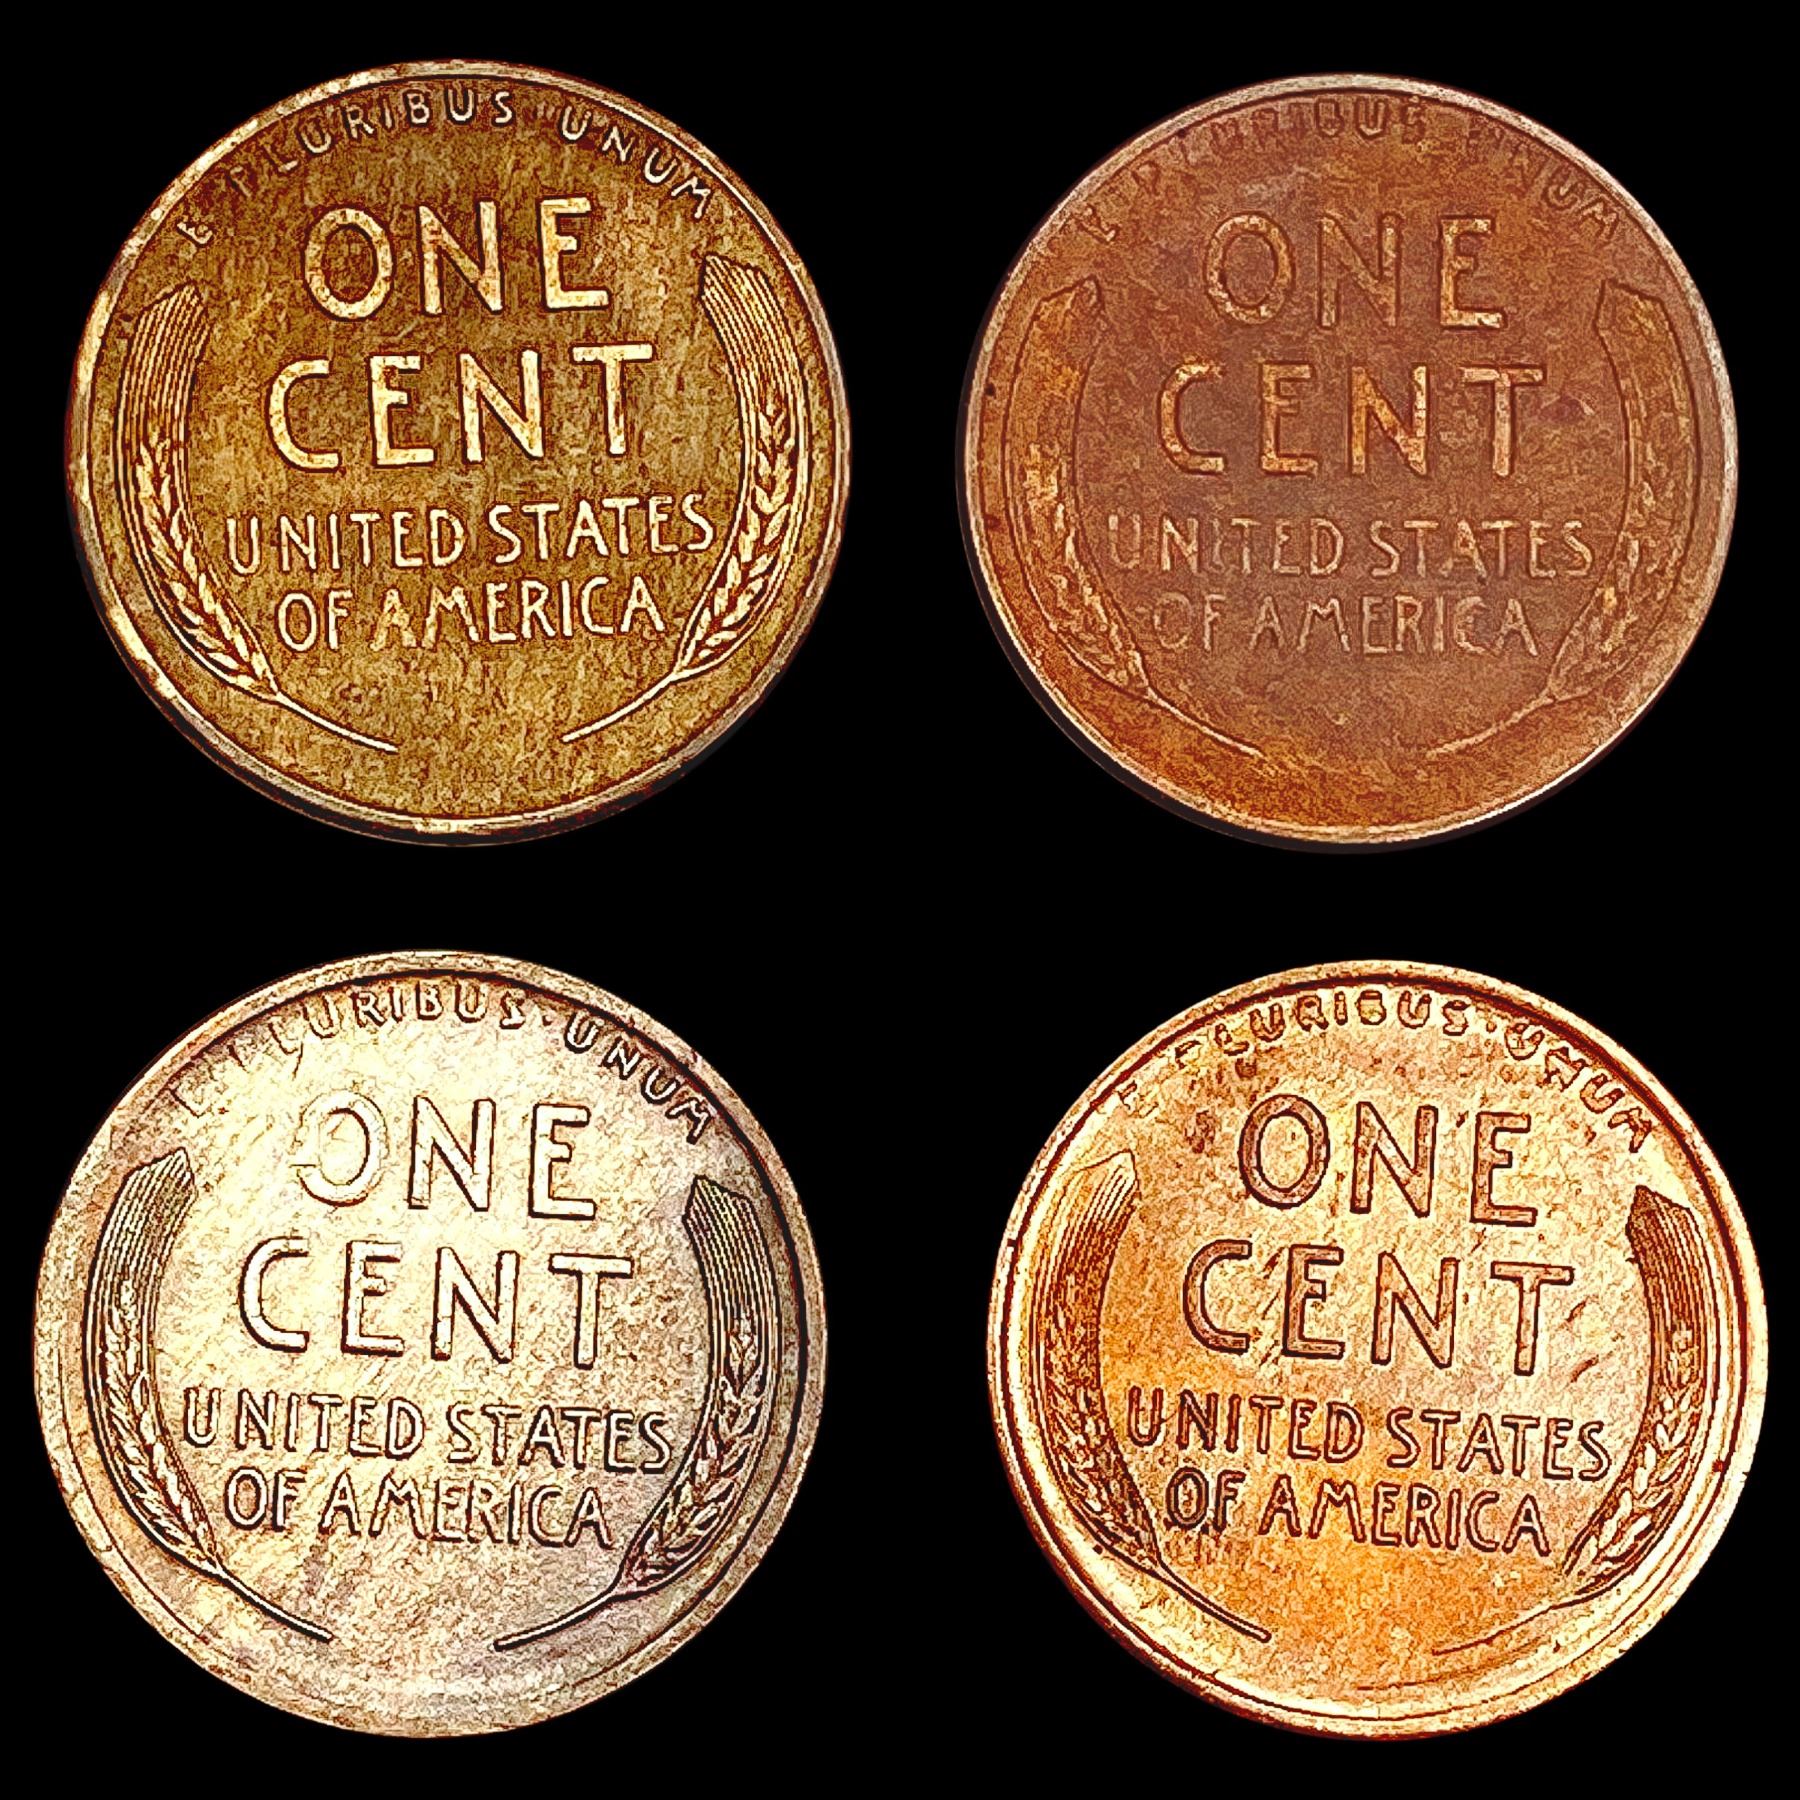 E PLURIBUS UNUM
ONE
CENT
UNITED STATES
OF AMERICA
E PLURIBUS UNUM
ONE
CENT
UNITED STATES
OF AMERICA
E PLURIBUS · UNUM
ONE
CENT
UNITED STATES
OF AMERICA
E PLURIBUS · UNUM
ONE
CENT
UNITED STATES
OF AMERICA